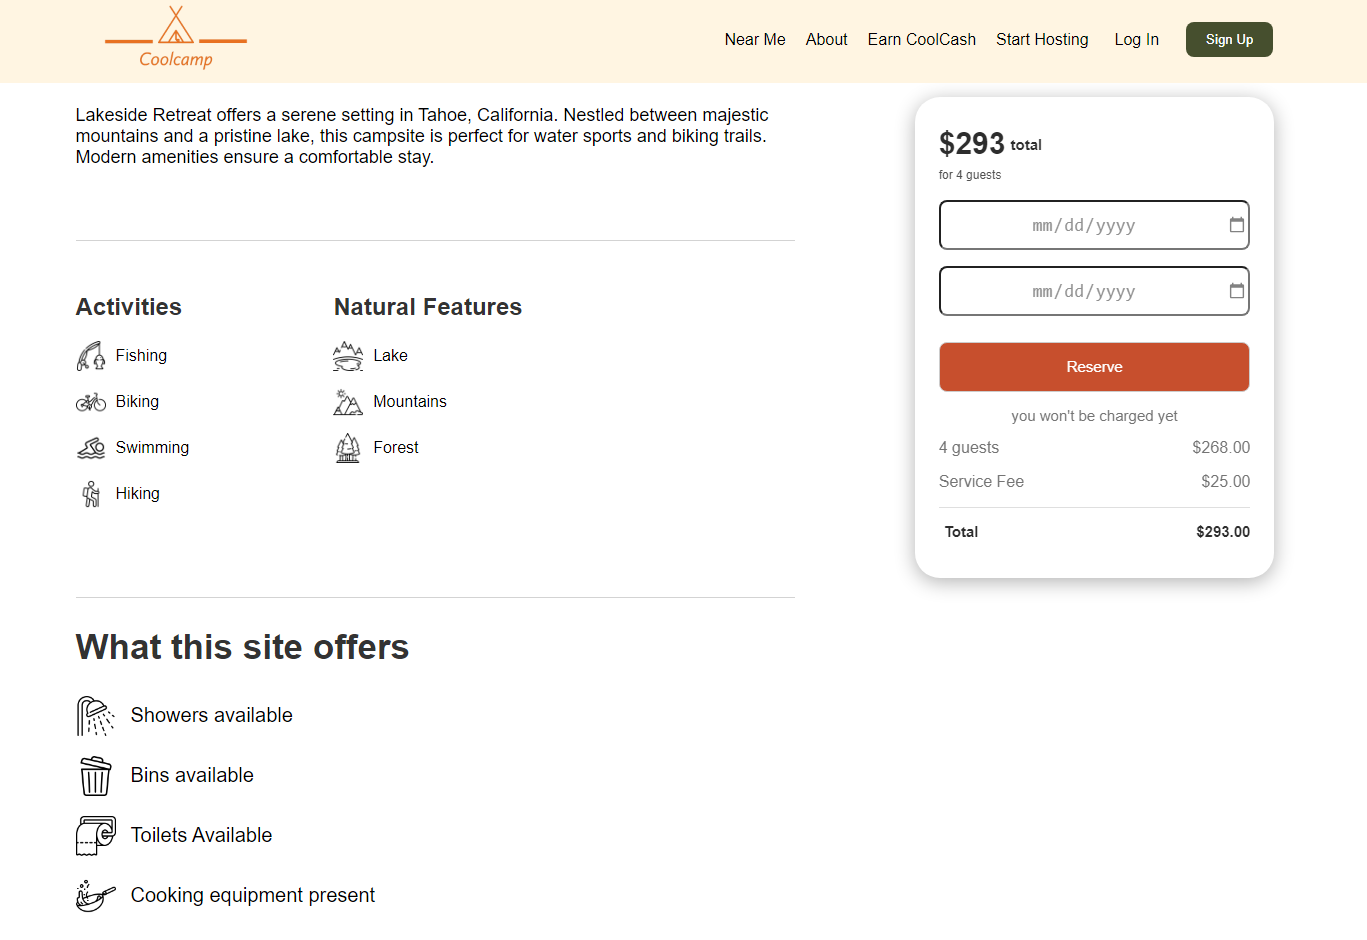 Coolcamp
Near Me
About
Earn CoolCash
Start Hosting
Log In
Sign Up
Lakeside Retreat offers a serene setting in Tahoe, California. Nestled between majestic
mountains and a pristine lake, this campsite is perfect for water sports and biking trails.
Modern amenities ensure a comfortable stay.
Activities
Fishing
Biking
Swimming
Hiking
Natural Features
Lake
Mountains
Forest
What this site offers
Showers available
Bins available
Toilets Available
Cooking equipment present
$293 total
for 4 guests
mm/dd/yyyy
mm/dd/yyyy
Reserve
you won't be charged yet
4 guests $268.00
Service Fee $25.00
Total $293.00